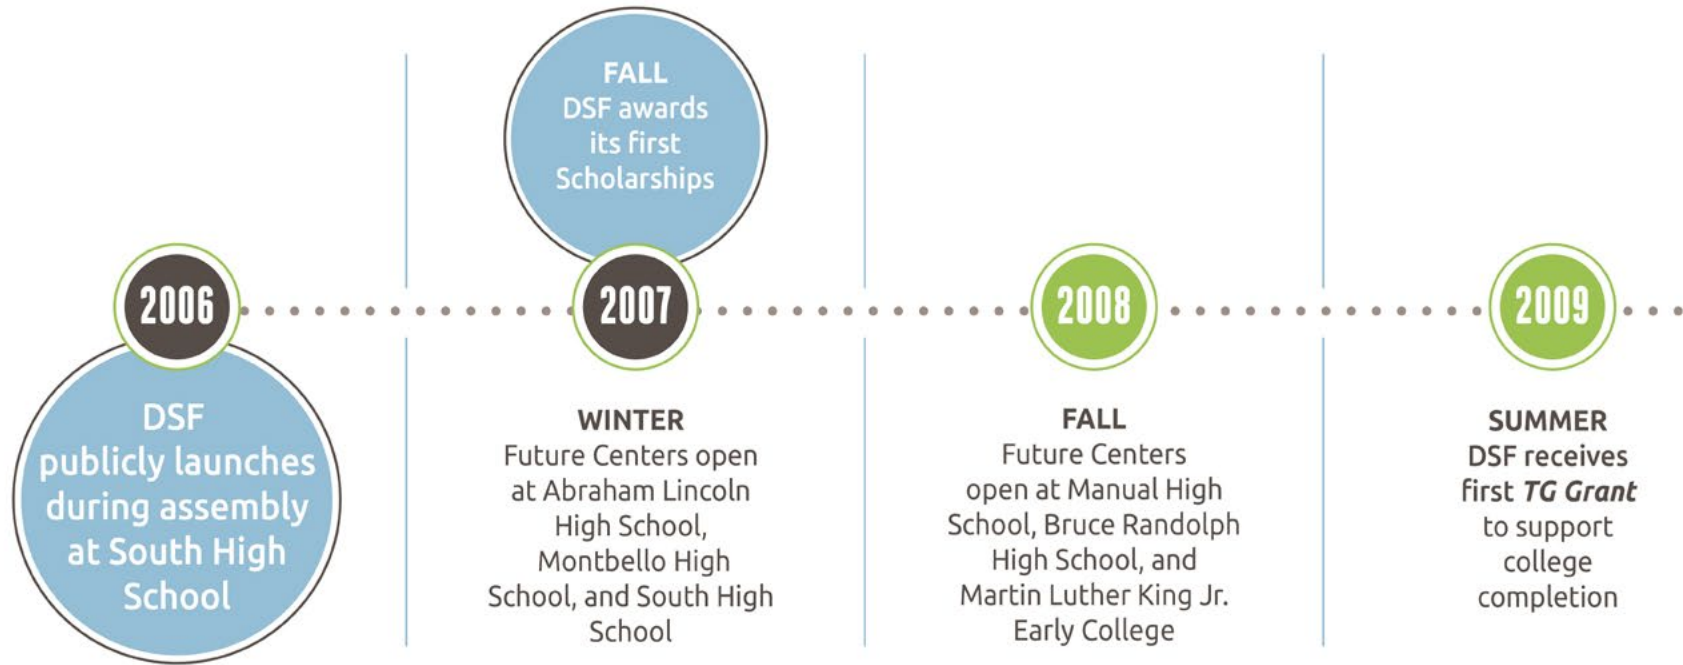 2006
DSF
publicly launches
during assembly
at South High
School
FALL
DSF awards
its first
Scholarships
2007
WINTER
Future Centers open
at Abraham Lincoln
High School,
Montbello High
School, and South High
School
2008
FALL
Future Centers
open at Manual High
School, Bruce Randolph
High School, and
Martin Luther King Jr.
Early College
2009
SUMMER
DSF receives
first TG Grant
to support
college
completion